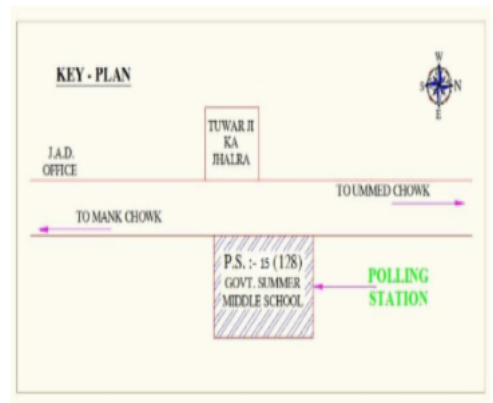 KEY - PLAN
W
S N
E
TUWAR JI
KA
JHALRA
J.A.D.
OFFICE
TO UMMED CHOWK
TO MANK CHOWK
P.S. :- 15 (128)
GOVT. SUMMER
MIDDLE SCHOOL
POLLING
STATION